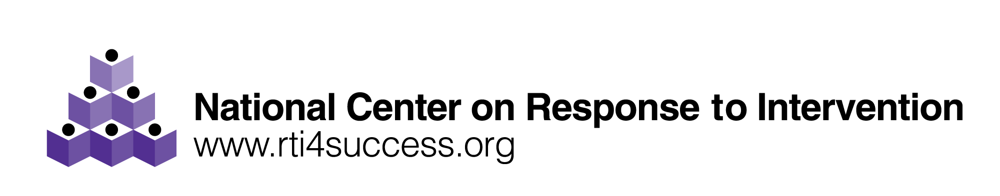 National Center on Response to Intervention
www.rti4success.org